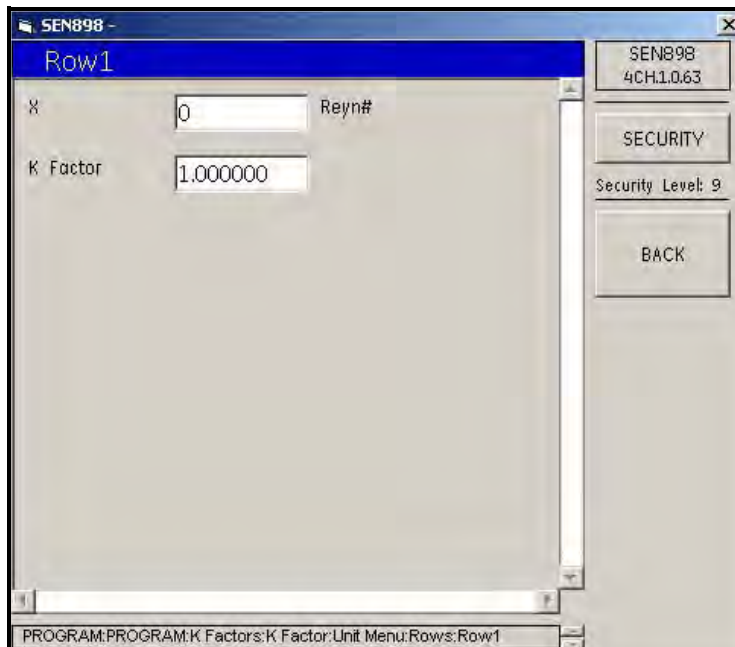 SEN898 -
Row1
X 0 Reyn#
K Factor 1.000000
SEN898
4CH.1.0.63
SECURITY
Security Level: 9
BACK
PROGRAM:PROGRAM:K Factors:K Factor:Unit Menu:Rows:Row1